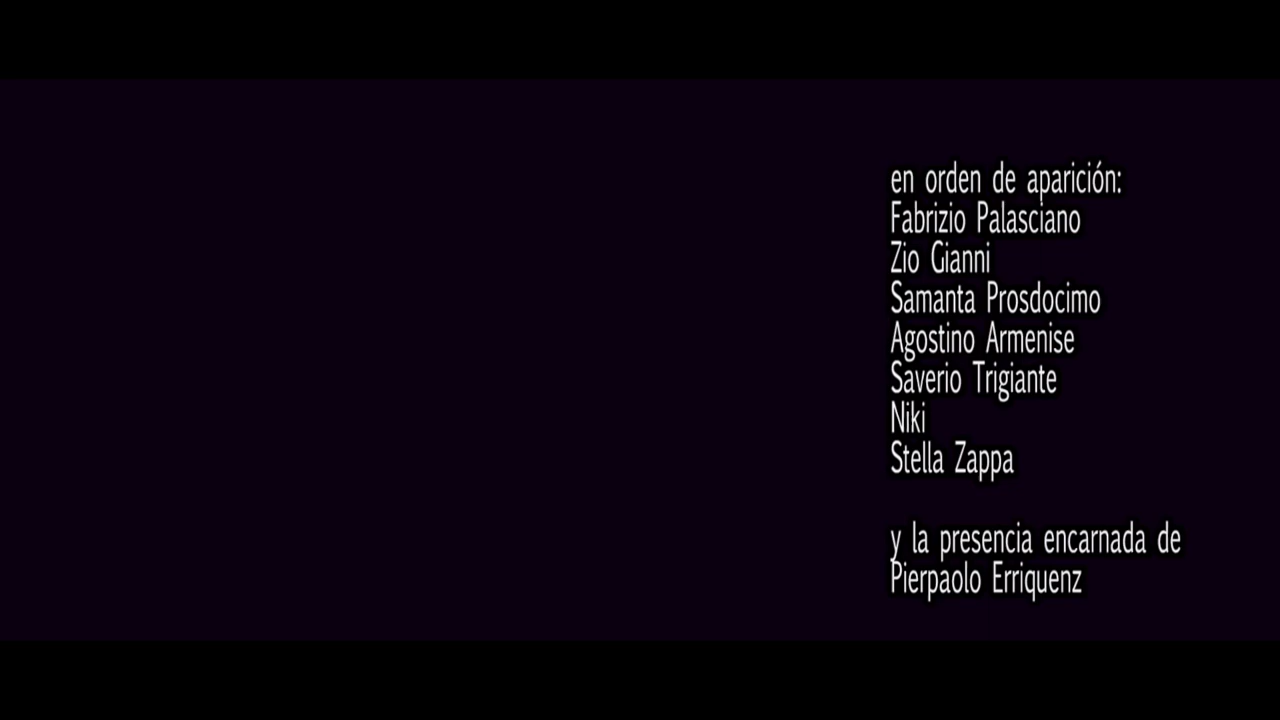 en orden de aparición:
Fabrizio Palasciano
Zio Gianni
Samanta Prosdocimo
Agostino Armenise
Saverio Trigiante
Niki
Stella Zappa
y la presencia encarnada de
Pierpaolo Erriquenz